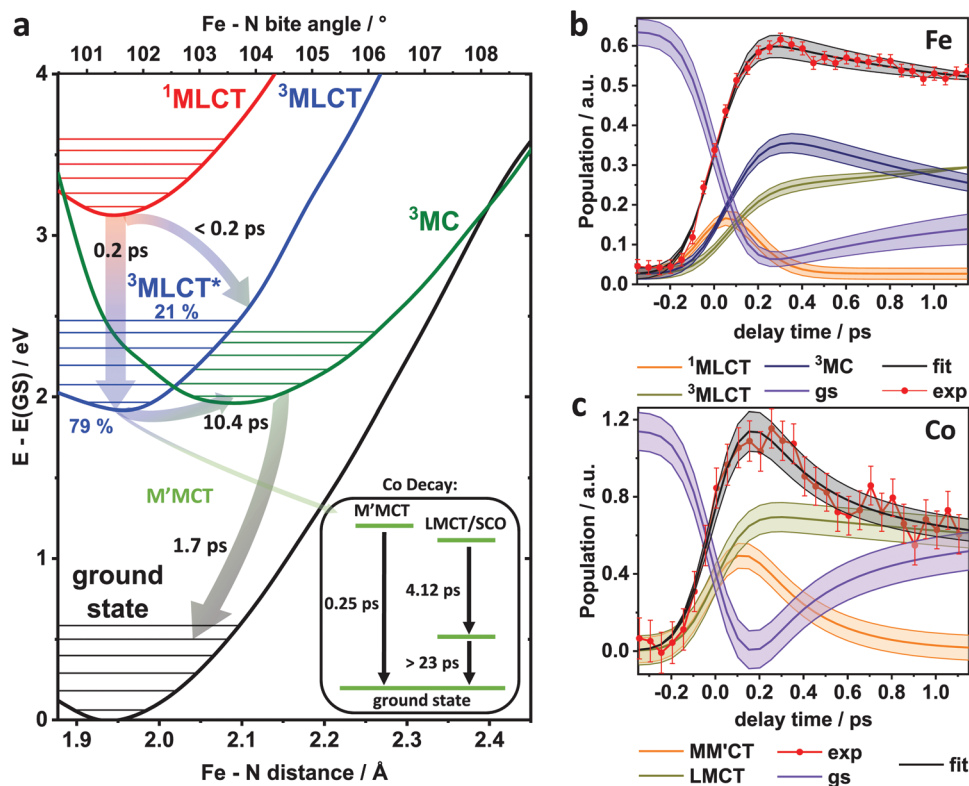 a
Fe - N bite angle / °
101 102 103 104 105 106 107 108
4
3
2
1
0
E - E(GS) / eV
¹MLCT
³MLCT
³MC
< 0.2 ps
0.2 ps
³MLCT*
21 %
79 %
10.4 ps
M'MCT
1.7 ps
ground
state
Co Decay:
M'MCT
LMCT/SCO
0.25 ps
4.12 ps
> 23 ps
ground state
1.9 2.0 2.1 2.2 2.3 2.4
Fe - N distance / Å
b
Fe
0.6
0.5
0.4
0.3
0.2
0.1
0.0
Population / a.u.
-0.2 0.0 0.2 0.4 0.6 0.8 1.0
delay time / ps
¹MLCT ³MC fit
³MLCT gs exp
c
Co
1.2
0.8
0.4
0.0
Population / a.u.
-0.2 0.0 0.2 0.4 0.6 0.8 1.0
delay time / ps
MM'CT exp fit
LMCT gs